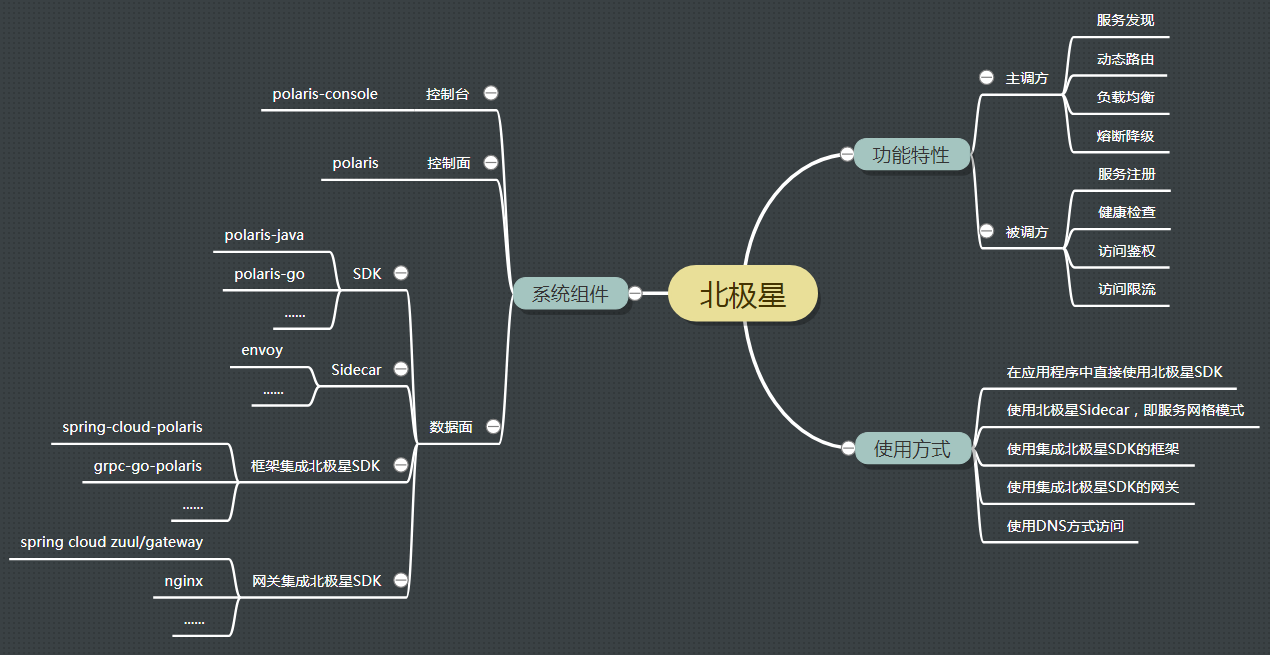 北极星
功能特性
主调方
服务发现
动态路由
负载均衡
熔断降级
被调方
服务注册
健康检查
访问鉴权
访问限流
使用方式
在应用程序中直接使用北极星SDK
使用北极星Sidecar，即服务网格模式
使用集成北极星SDK的框架
使用集成北极星SDK的网关
使用DNS方式访问
系统组件
控制台
polaris-console
控制面
polaris
数据面
SDK
polaris-java
polaris-go
......
Sidecar
envoy
......
框架集成北极星SDK
spring-cloud-polaris
grpc-go-polaris
......
网关集成北极星SDK
spring cloud zuul/gateway
nginx
......